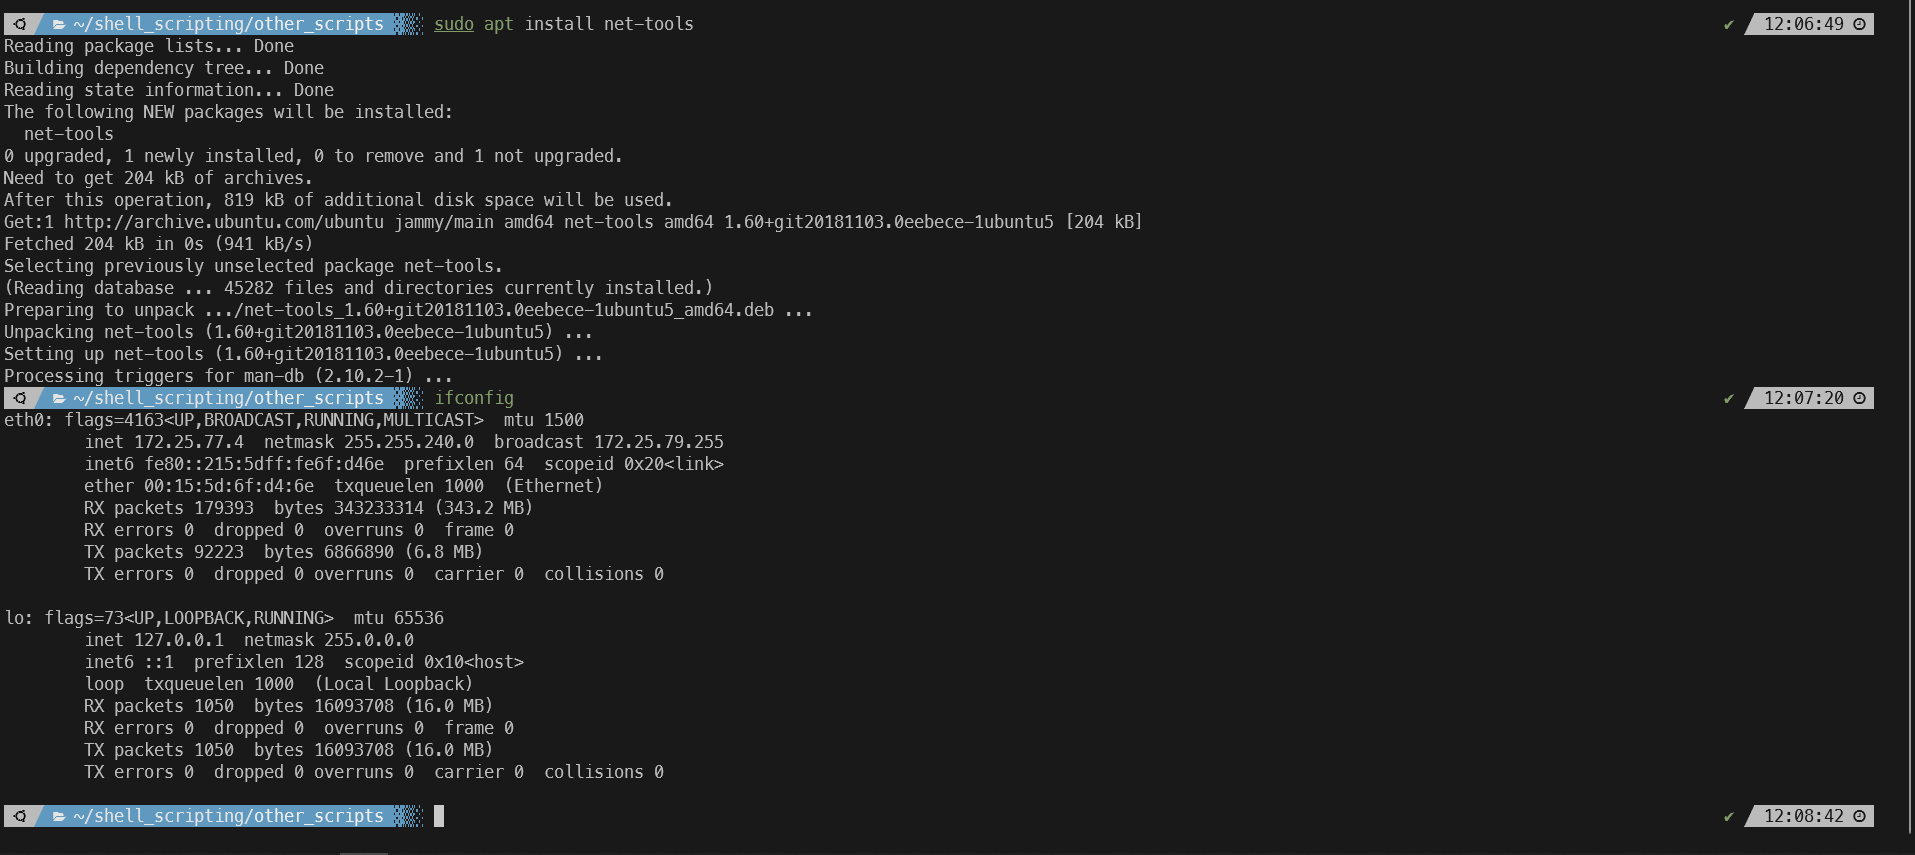 ~/shell_scripting/other_scripts sudo apt install net-tools ✔ 12:06:49
Reading package lists... Done
Building dependency tree... Done
Reading state information... Done
The following NEW packages will be installed:
  net-tools
0 upgraded, 1 newly installed, 0 to remove and 1 not upgraded.
Need to get 204 kB of archives.
After this operation, 819 kB of additional disk space will be used.
Get:1 http://archive.ubuntu.com/ubuntu jammy/main amd64 net-tools amd64 1.60+git20181103.0eebece-1ubuntu5 [204 kB]
Fetched 204 kB in 0s (941 kB/s)
Selecting previously unselected package net-tools.
(Reading database ... 45282 files and directories currently installed.)
Preparing to unpack .../net-tools_1.60+git20181103.0eebece-1ubuntu5_amd64.deb ...
Unpacking net-tools (1.60+git20181103.0eebece-1ubuntu5) ...
Setting up net-tools (1.60+git20181103.0eebece-1ubuntu5) ...
Processing triggers for man-db (2.10.2-1) ...
~/shell_scripting/other_scripts ifconfig ✔ 12:07:20
eth0: flags=4163<UP,BROADCAST,RUNNING,MULTICAST>  mtu 1500
        inet 172.25.77.4  netmask 255.255.240.0  broadcast 172.25.79.255
        inet6 fe80::215:5dff:fe6f:d46e  prefixlen 64  scopeid 0x20<link>
        ether 00:15:5d:6f:d4:6e  txqueuelen 1000  (Ethernet)
        RX packets 179393  bytes 343233314 (343.2 MB)
        RX errors 0  dropped 0  overruns 0  frame 0
        TX packets 92223  bytes 6866890 (6.8 MB)
        TX errors 0  dropped 0 overruns 0  carrier 0  collisions 0

lo: flags=73<UP,LOOPBACK,RUNNING>  mtu 65536
        inet 127.0.0.1  netmask 255.0.0.0
        inet6 ::1  prefixlen 128  scopeid 0x10<host>
        loop  txqueuelen 1000  (Local Loopback)
        RX packets 1050  bytes 16093708 (16.0 MB)
        RX errors 0  dropped 0  overruns 0  frame 0
        TX packets 1050  bytes 16093708 (16.0 MB)
        TX errors 0  dropped 0 overruns 0  carrier 0  collisions 0

~/shell_scripting/other_scripts ✔ 12:08:42